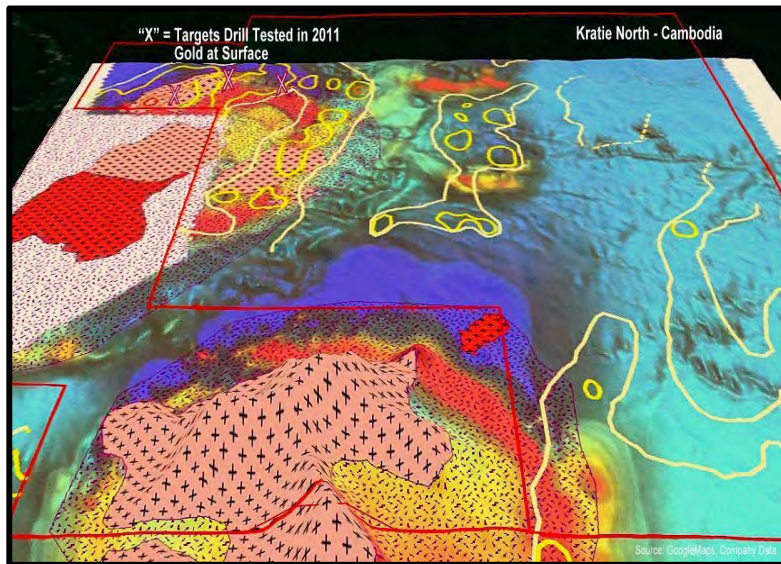 "X" = Targets Drill Tested in 2011
Gold at Surface
Kratie North - Cambodia
X X X
Source: GoogleMaps, Company Data